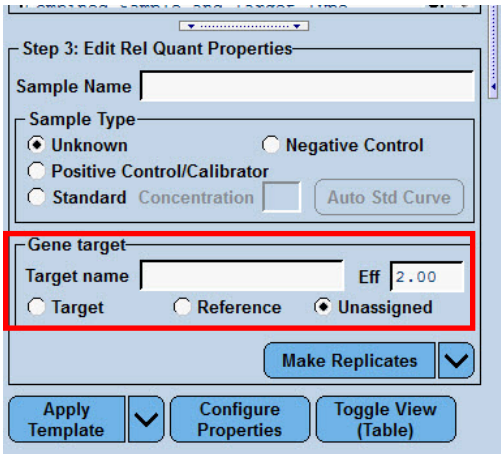 Step 3: Edit Rel Quant Properties
Sample Name
Sample Type
Unknown Negative Control
Positive Control/Calibrator
Standard Concentration Auto Std Curve
Gene target
Target name Eff 2.00
Target Reference Unassigned
Make Replicates
Apply Template Configure Properties Toggle View (Table)